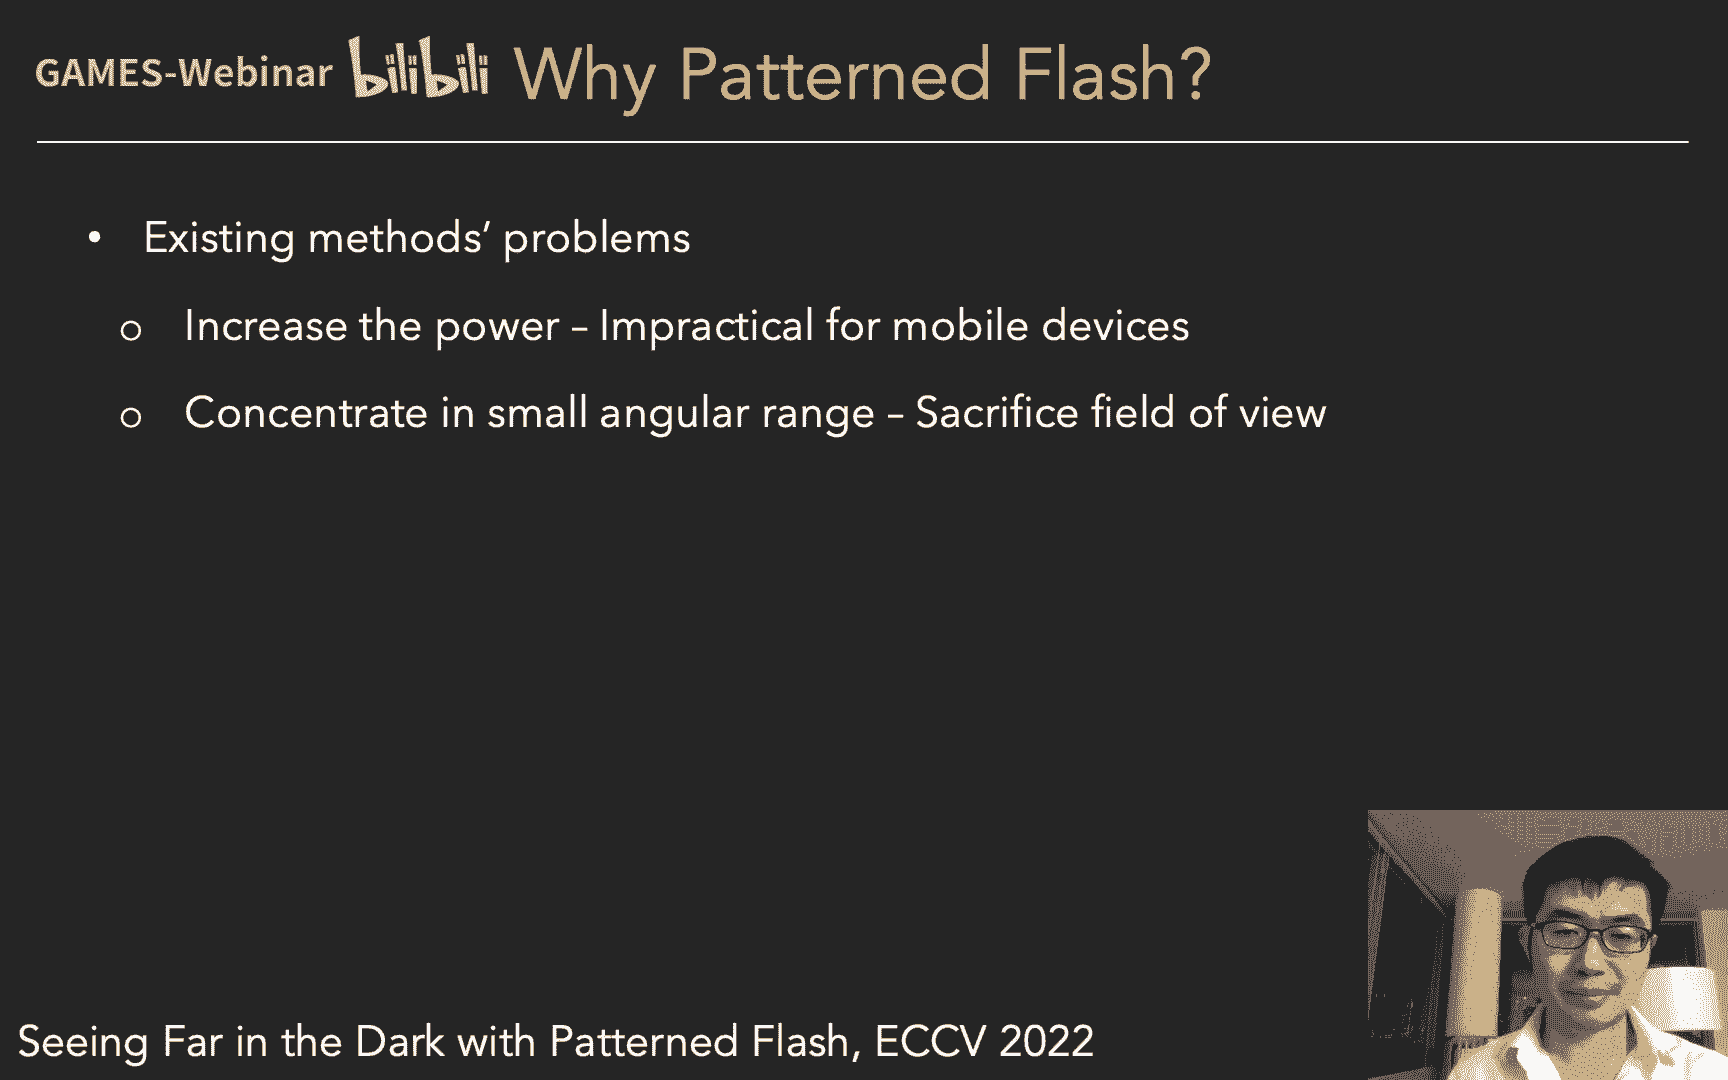 GAMES-Webinar bilibili Why Patterned Flash?
• Existing methods’ problems
o Increase the power – Impractical for mobile devices
o Concentrate in small angular range – Sacrifice field of view
Seeing Far in the Dark with Patterned Flash, ECCV 2022